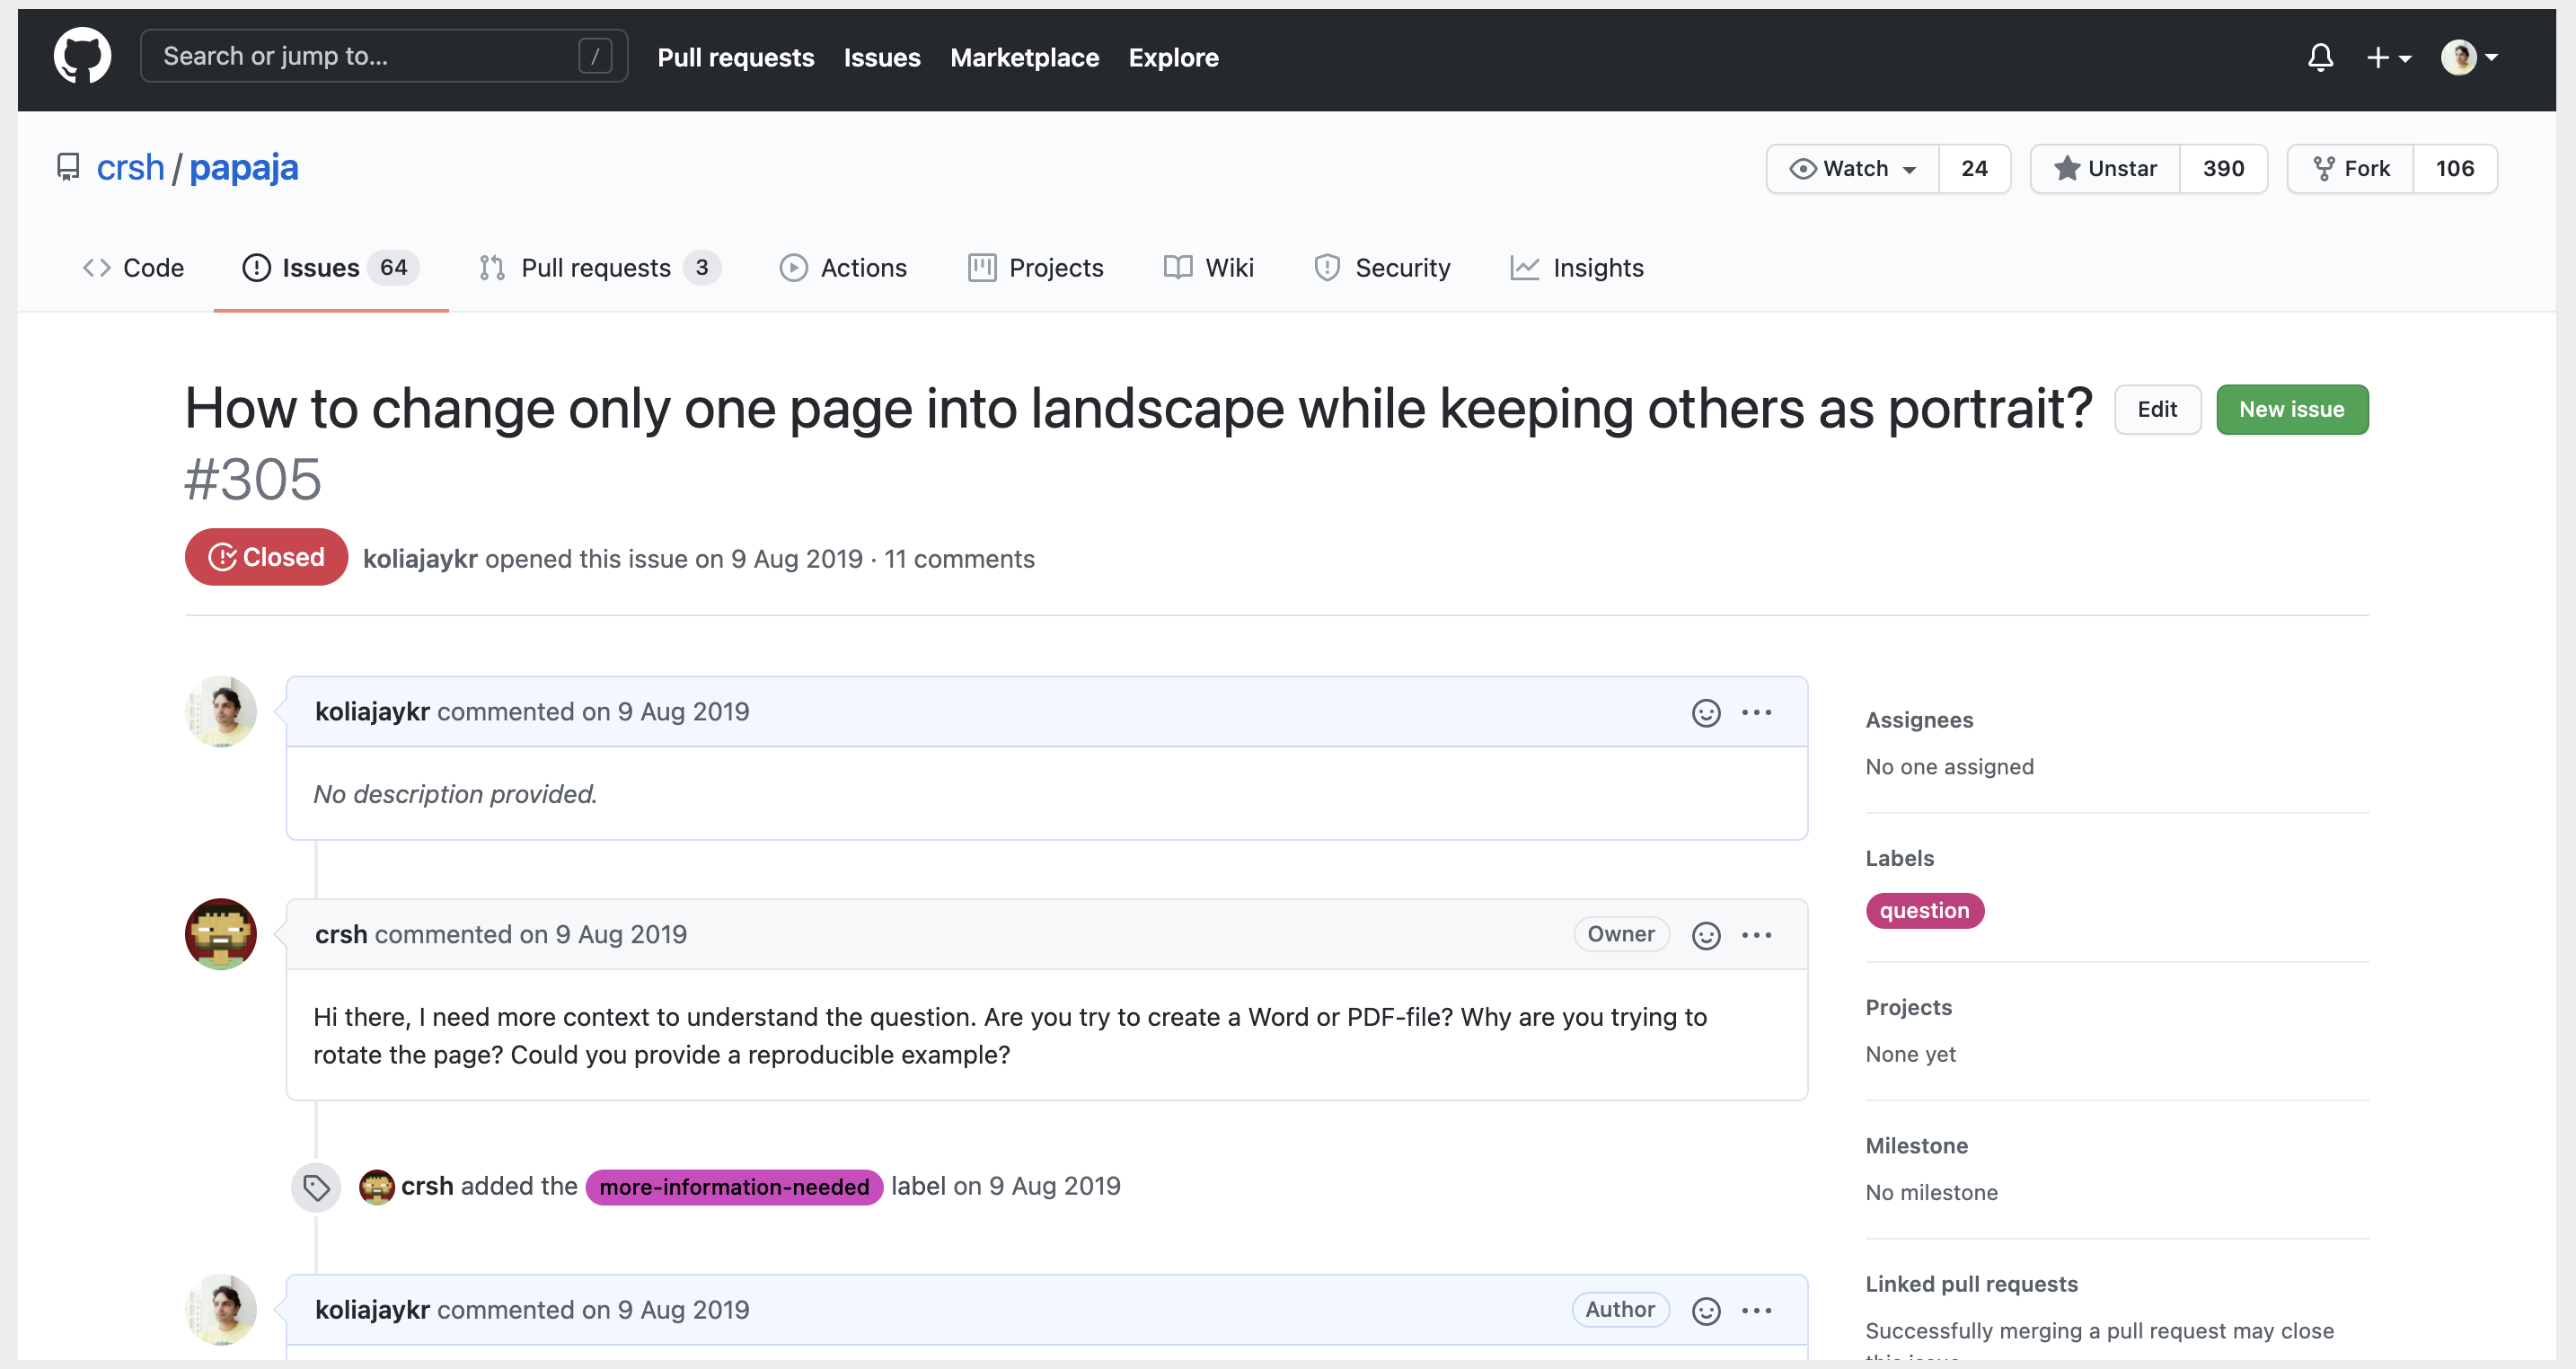 Search or jump to... /
Pull requests Issues Marketplace Explore
crsh / papaja
Watch 24 Unstar 390 Fork 106
Code Issues 64 Pull requests 3 Actions Projects Wiki Security Insights
How to change only one page into landscape while keeping others as portrait?
#305
Edit New issue
Closed koliajaykr opened this issue on 9 Aug 2019 · 11 comments
koliajaykr commented on 9 Aug 2019
No description provided.
crsh commented on 9 Aug 2019 Owner
Hi there, I need more context to understand the question. Are you try to create a Word or PDF-file? Why are you trying to
rotate the page? Could you provide a reproducible example?
crsh added the more-information-needed label on 9 Aug 2019
koliajaykr commented on 9 Aug 2019 Author
Assignees
No one assigned
Labels
question
Projects
None yet
Milestone
No milestone
Linked pull requests
Successfully merging a pull request may close